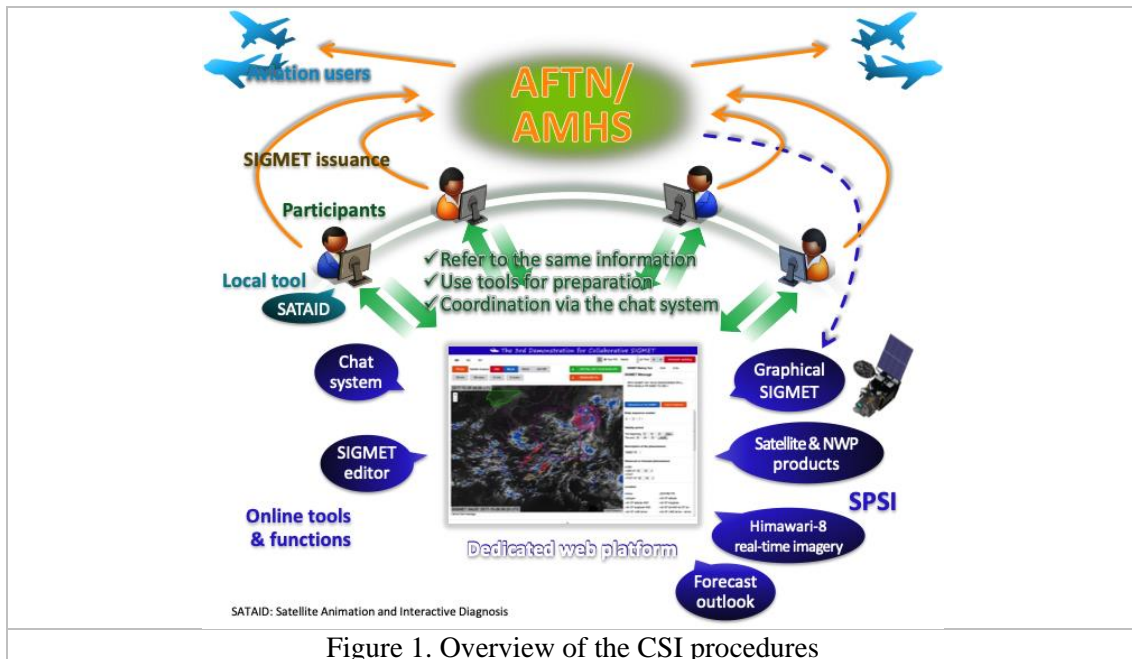 Aviation users
AFTN/
AMHS
SIGMET issuance
Participants
Local tool
SATAID
✓Refer to the same information
✓Use tools for preparation
✓Coordination via the chat system
Chat
system
SIGMET
editor
Online tools
& functions
The 3rd Demonstration for Collaborative SIGMET
SIGMET Message
Dedicated web platform
Graphical
SIGMET
Satellite & NWP
products
SPSI
Himawari-8
real-time imagery
Forecast
outlook
SATAID: Satellite Animation and Interactive Diagnosis
Figure 1. Overview of the CSI procedures